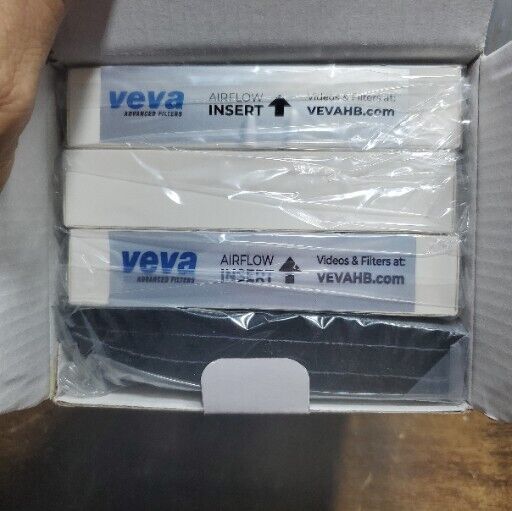 veva
ADVANCED FILTERS
AIRFLOW
INSERT
Videos & Filters at:
VEVAHB.com
veva
ADVANCED FILTERS
AIRFLOW
INSERT
Videos & Filters at:
VEVAHB.com